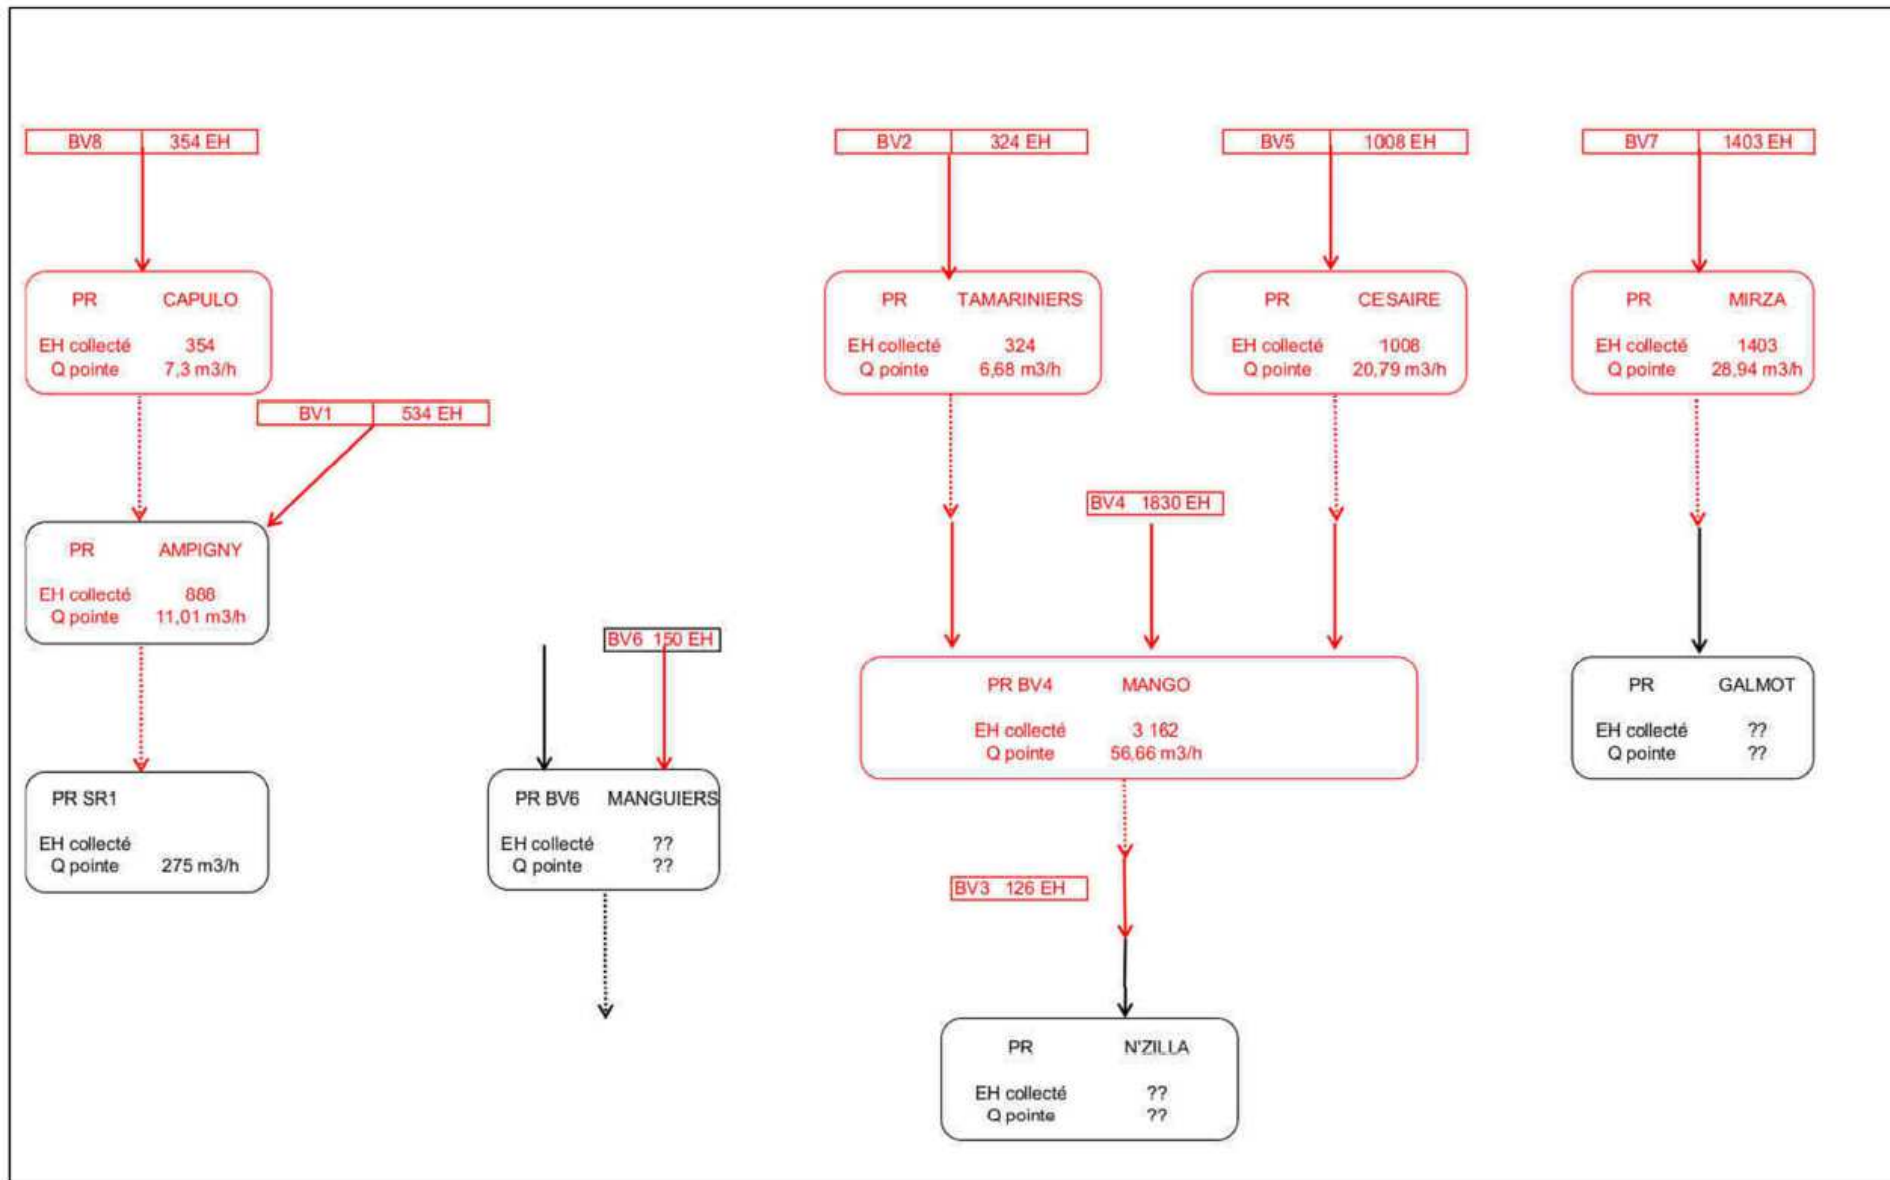 BV8 354 EH
BV2 324 EH
BV5 1008 EH
BV7 1403 EH
PR CAPULO
EH collecté 354
Q pointe 7,3 m3/h
PR TAMARINIERS
EH collecté 324
Q pointe 6,68 m3/h
PR CESAIRE
EH collecté 1008
Q pointe 20,79 m3/h
PR MIRZA
EH collecté 1403
Q pointe 28,94 m3/h
BV1 534 EH
BV4 1830 EH
PR AMPIGNY
EH collecté 888
Q pointe 11,01 m3/h
BV6 150 EH
PR BV4 MANGO
EH collecté 3 162
Q pointe 56,66 m3/h
PR GALMOT
EH collecté ??
Q pointe ??
PR SR1
EH collecté
Q pointe 275 m3/h
PR BV6 MANGUIERS
EH collecté ??
Q pointe ??
BV3 126 EH
PR N'ZILLA
EH collecté ??
Q pointe ??